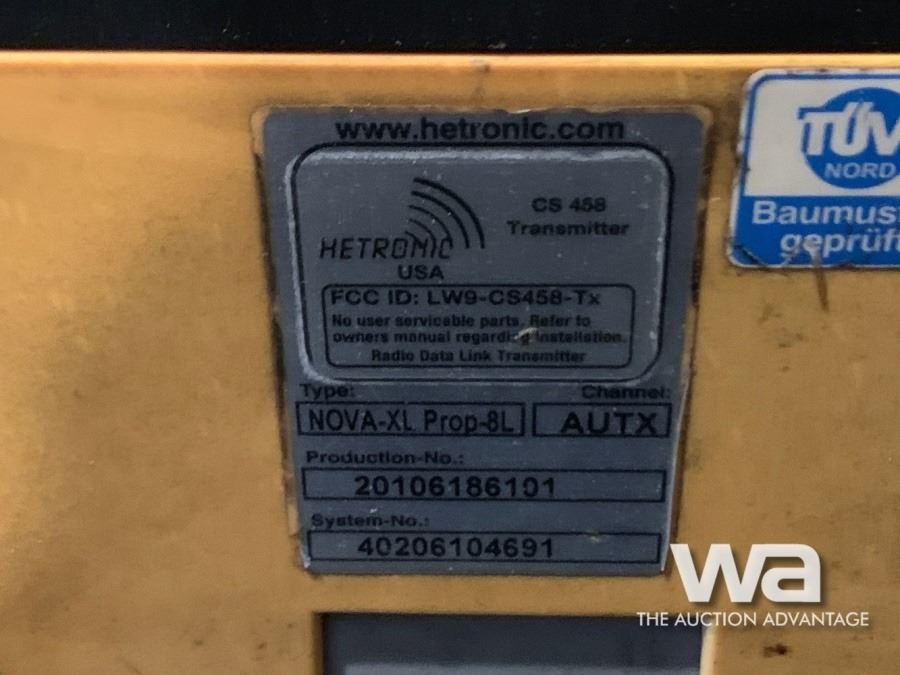 www.hetronic.com
HETRONIC
USA
CS 458
Transmitter
FCC ID: LW9-CS458-Tx
No user servicable parts. Refer to
owners manual regarding installation.
Radio Data Link Transmitter
Type: Channel:
NOVA-XL Prop-8L AUTX
Production-No.:
20106186101
System-No.:
40206104691
TÜV
NORD
Baumust
geprüft
wa
THE AUCTION ADVANTAGE